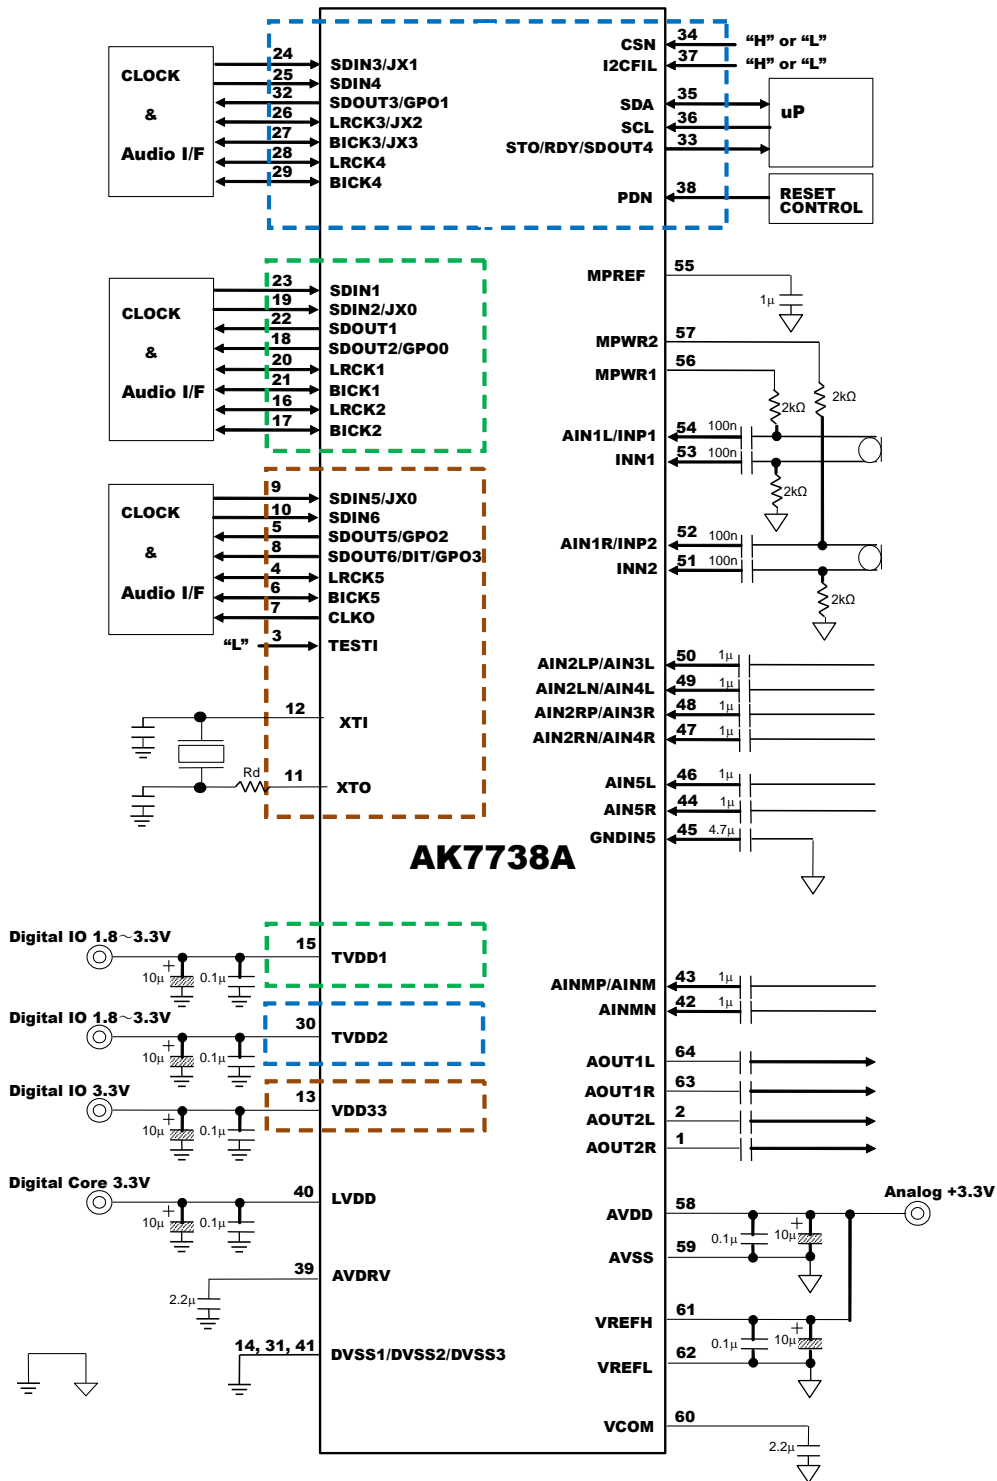 CLOCK
&
Audio I/F
24
25
32
26
27
28
29
SDIN3/JX1
SDIN4
SDOUT3/GPO1
LRCK3/JX2
BICK3/JX3
LRCK4
BICK4
CSN 34 “H” or “L”
I2CFIL 37 “H” or “L”
SDA 35
SCL 36
STO/RDY/SDOUT4 33
uP
PDN 38
RESET
CONTROL
CLOCK
&
Audio I/F
23 SDIN1
19 SDIN2/JX0
22 SDOUT1
18 SDOUT2/GPO0
20 LRCK1
21 BICK1
16 LRCK2
17 BICK2
MPREF 55
1μ
MPWR2 57
MPWR1 56
2kΩ
2kΩ
AIN1L/INP1 54 100n
INN1 53 100n
2kΩ
AIN1R/INP2 52 100n
INN2 51 100n
2kΩ
CLOCK
&
Audio I/F
9 SDIN5/JX0
10 SDIN6
5 SDOUT5/GPO2
8 SDOUT6/DIT/GPO3
4 LRCK5
6 BICK5
7 CLKO
“L” 3 TESTI
12 XTI
Rd 11 XTO
AIN2LP/AIN3L 50 1μ
AIN2LN/AIN4L 49 1μ
AIN2RP/AIN3R 48 1μ
AIN2RN/AIN4R 47 1μ
AIN5L 46 1μ
AIN5R 44 1μ
GNDIN5 45 4.7μ
AK7738A
Digital IO 1.8～3.3V
15 TVDD1
+
10μ 0.1μ
Digital IO 1.8～3.3V
30 TVDD2
+
10μ 0.1μ
Digital IO 3.3V
13 VDD33
+
10μ 0.1μ
Digital Core 3.3V
40 LVDD
+
10μ 0.1μ
39 AVDRV
2.2μ
14, 31, 41 DVSS1/DVSS2/DVSS3
AINMP/AINM 43 1μ
AINMN 42 1μ
AOUT1L 64
AOUT1R 63
AOUT2L 2
AOUT2R 1
Analog +3.3V
AVDD 58
+
0.1μ 10μ
AVSS 59
VREFH 61
+
0.1μ 10μ
VREFL 62
VCOM 60
2.2μ